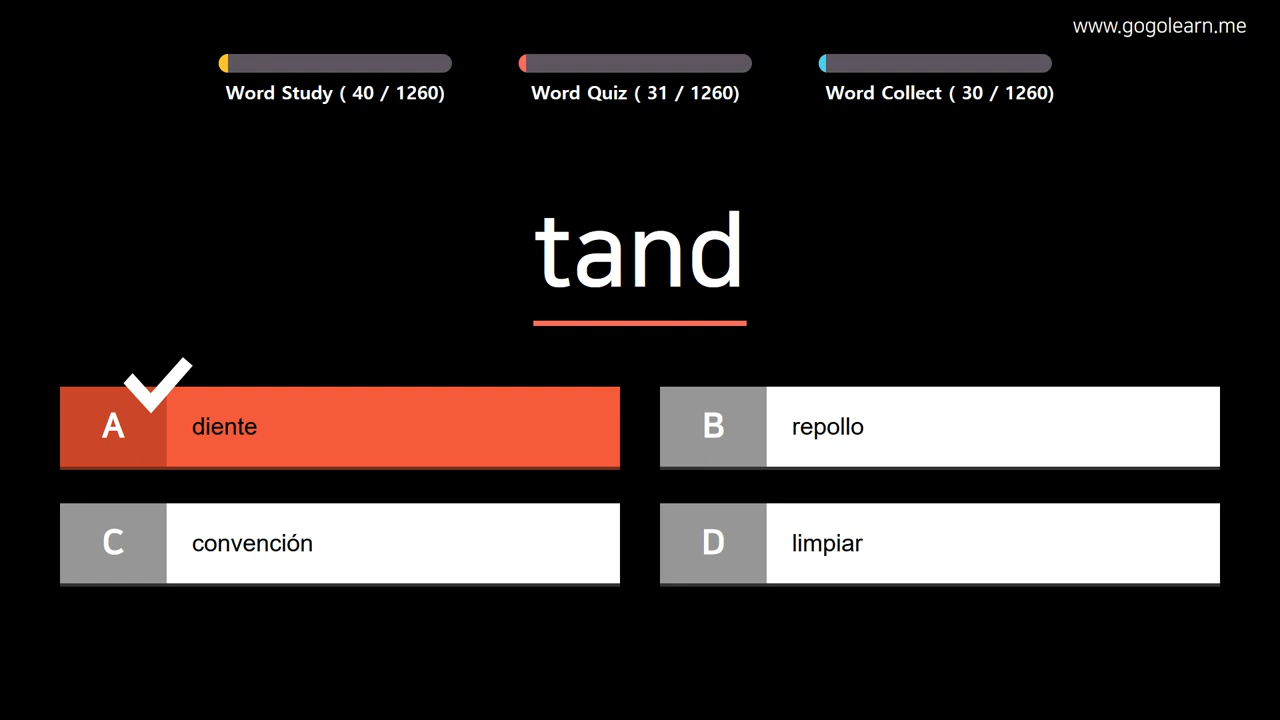 www.gogolearn.me
Word Study ( 40 / 1260)
Word Quiz ( 31 / 1260)
Word Collect ( 30 / 1260)
tand
A diente
B repollo
C convención
D limpiar